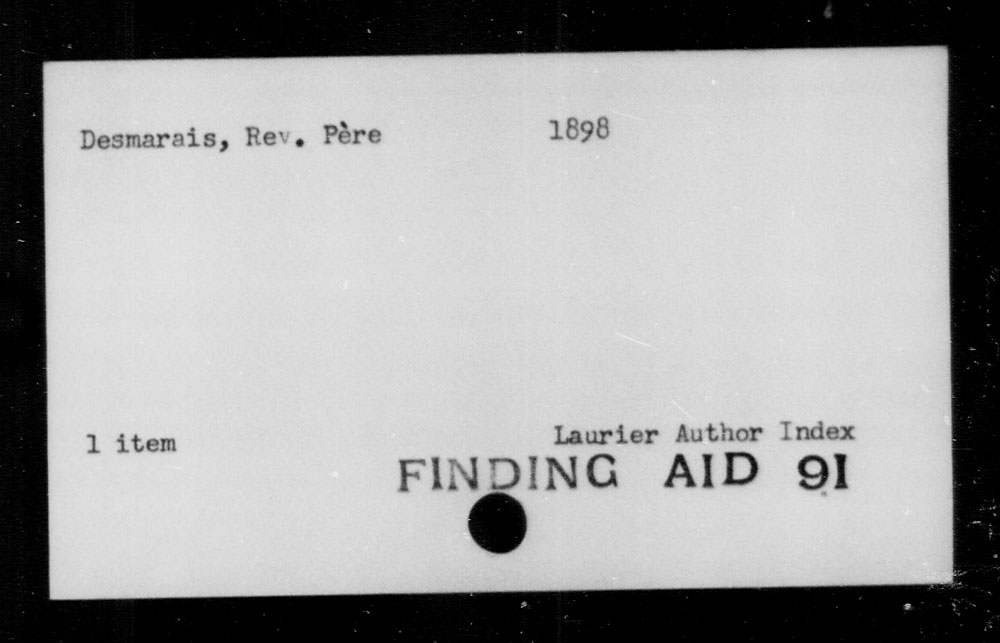 Desmarais, Rev. Père 1898
1 item
Laurier Author Index
FINDING AID 91